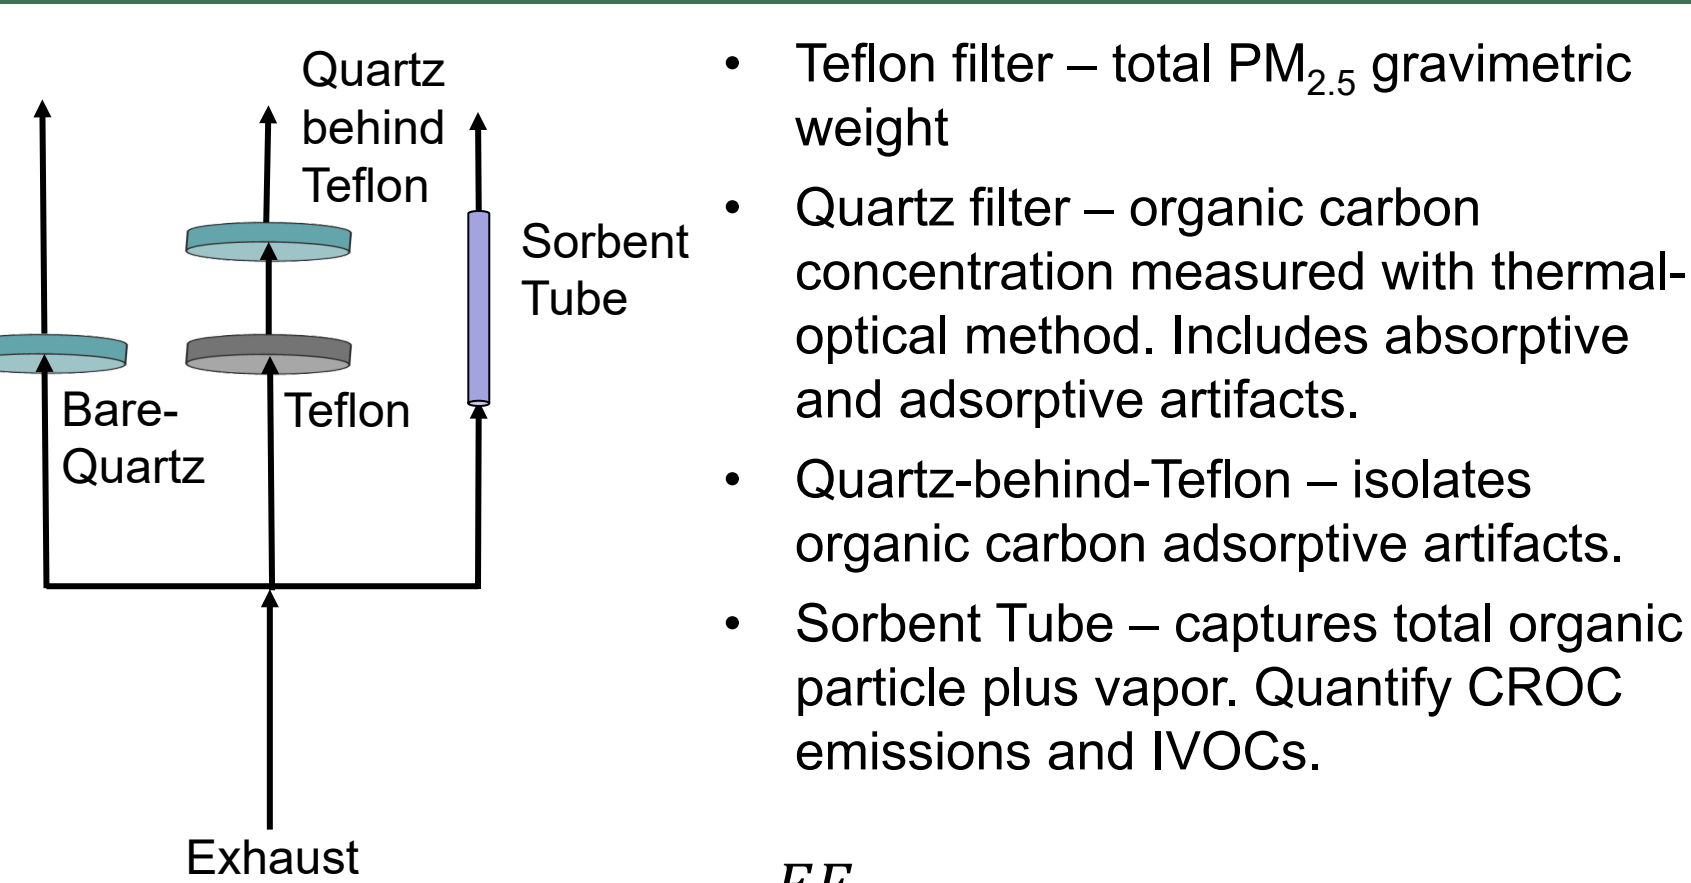 Quartz
behind
Teflon
Sorbent
Tube
Bare-
Quartz
Teflon
Exhaust
• Teflon filter – total PM₂.₅ gravimetric
weight
• Quartz filter – organic carbon
concentration measured with thermal-
optical method. Includes absorptive
and adsorptive artifacts.
• Quartz-behind-Teflon – isolates
organic carbon adsorptive artifacts.
• Sorbent Tube – captures total organic
particle plus vapor. Quantify CROC
emissions and IVOCs.